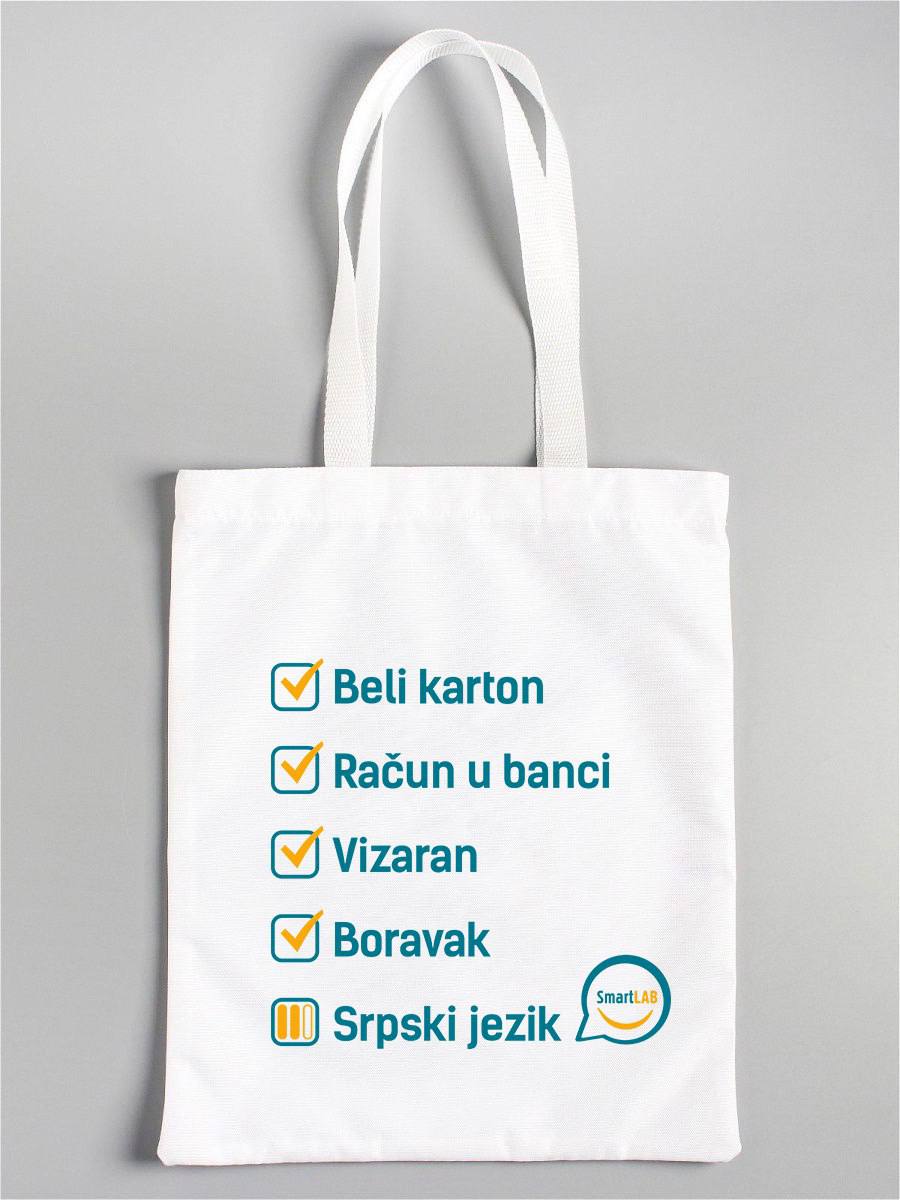 Beli karton
Račun u banci
Vizaran
Boravak
Srpski jezik
SmartLAB